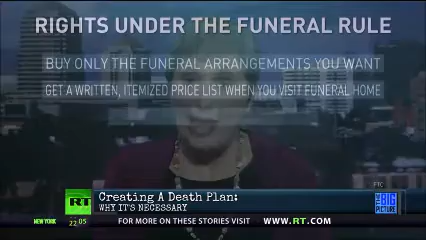 RIGHTS UNDER THE FUNERAL RULE
BUY ONLY THE FUNERAL ARRANGEMENTS YOU WANT
GET A WRITTEN, ITEMIZED PRICE LIST WHEN YOU VISIT FUNERAL HOME
FTC
RT
Creating A Death Plan:
WHY IT'S NECESSARY
THE BIG PICTURE
NEW YORK
22:05
FOR MORE ON THESE STORIES VISIT WWW.RT.COM